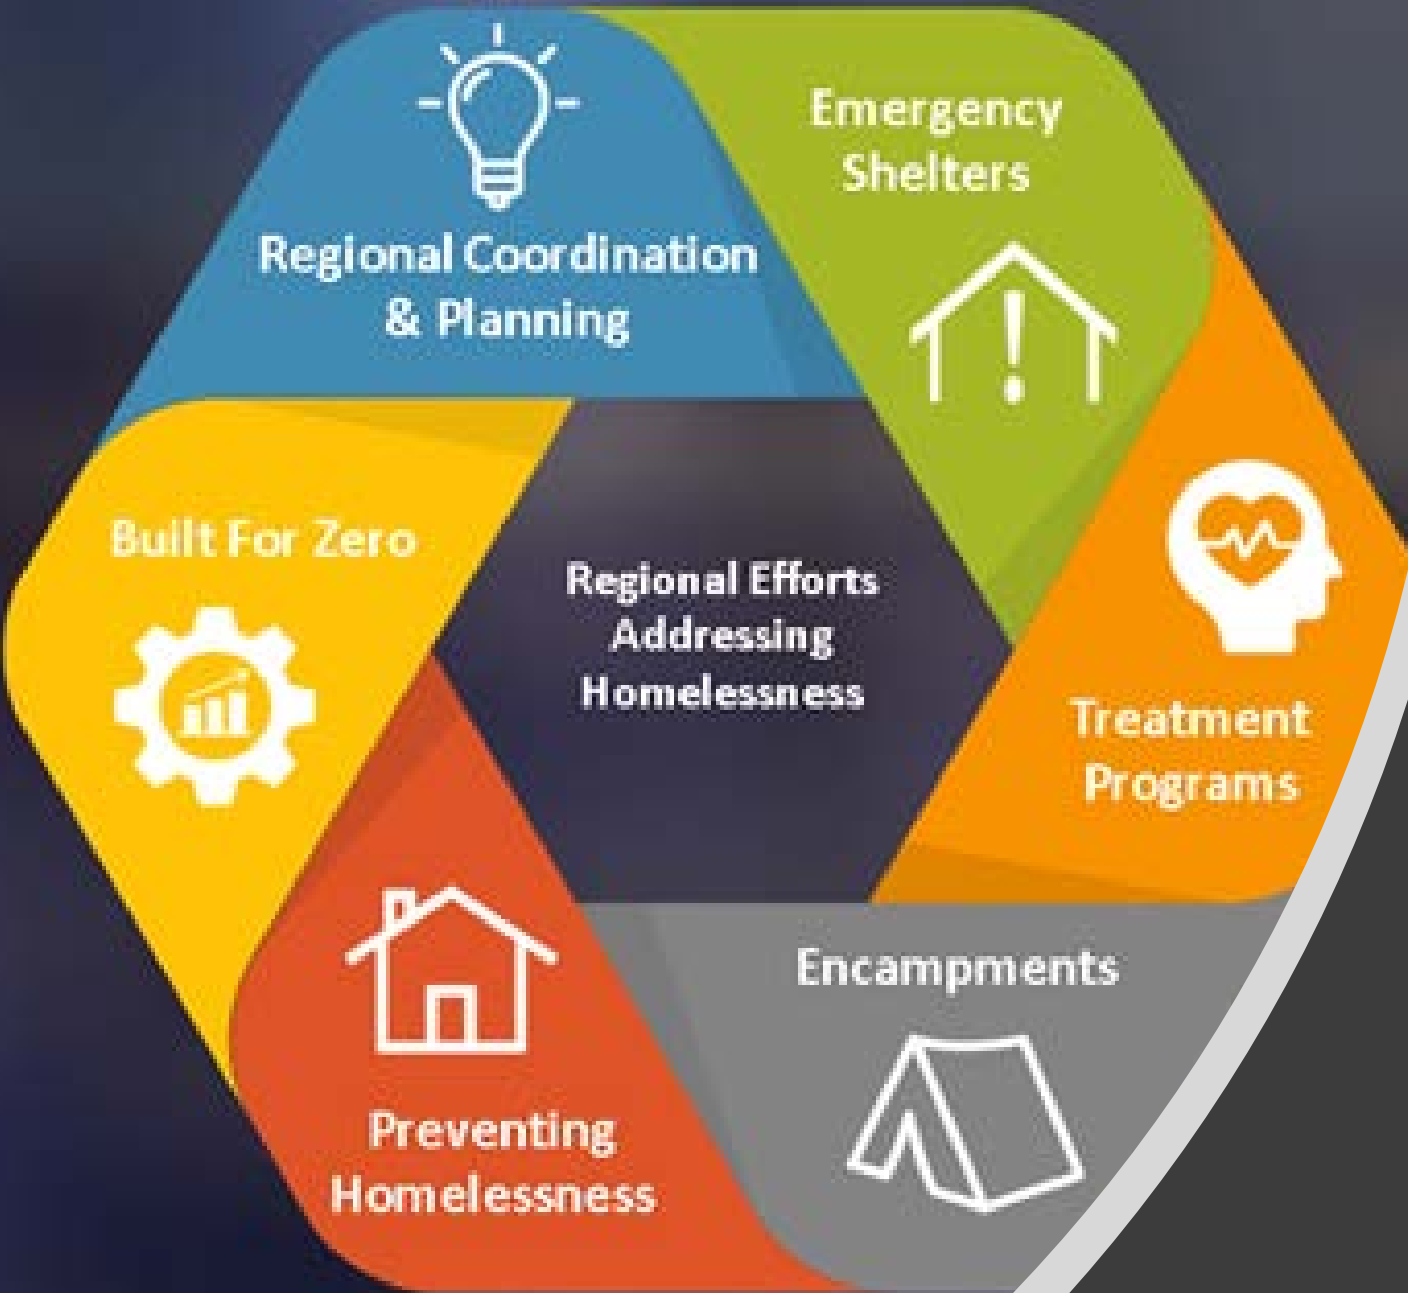 Regional Coordination
& Planning
Emergency
Shelters
Treatment
Programs
Encampments
Preventing
Homelessness
Built For Zero
Regional Efforts
Addressing
Homelessness